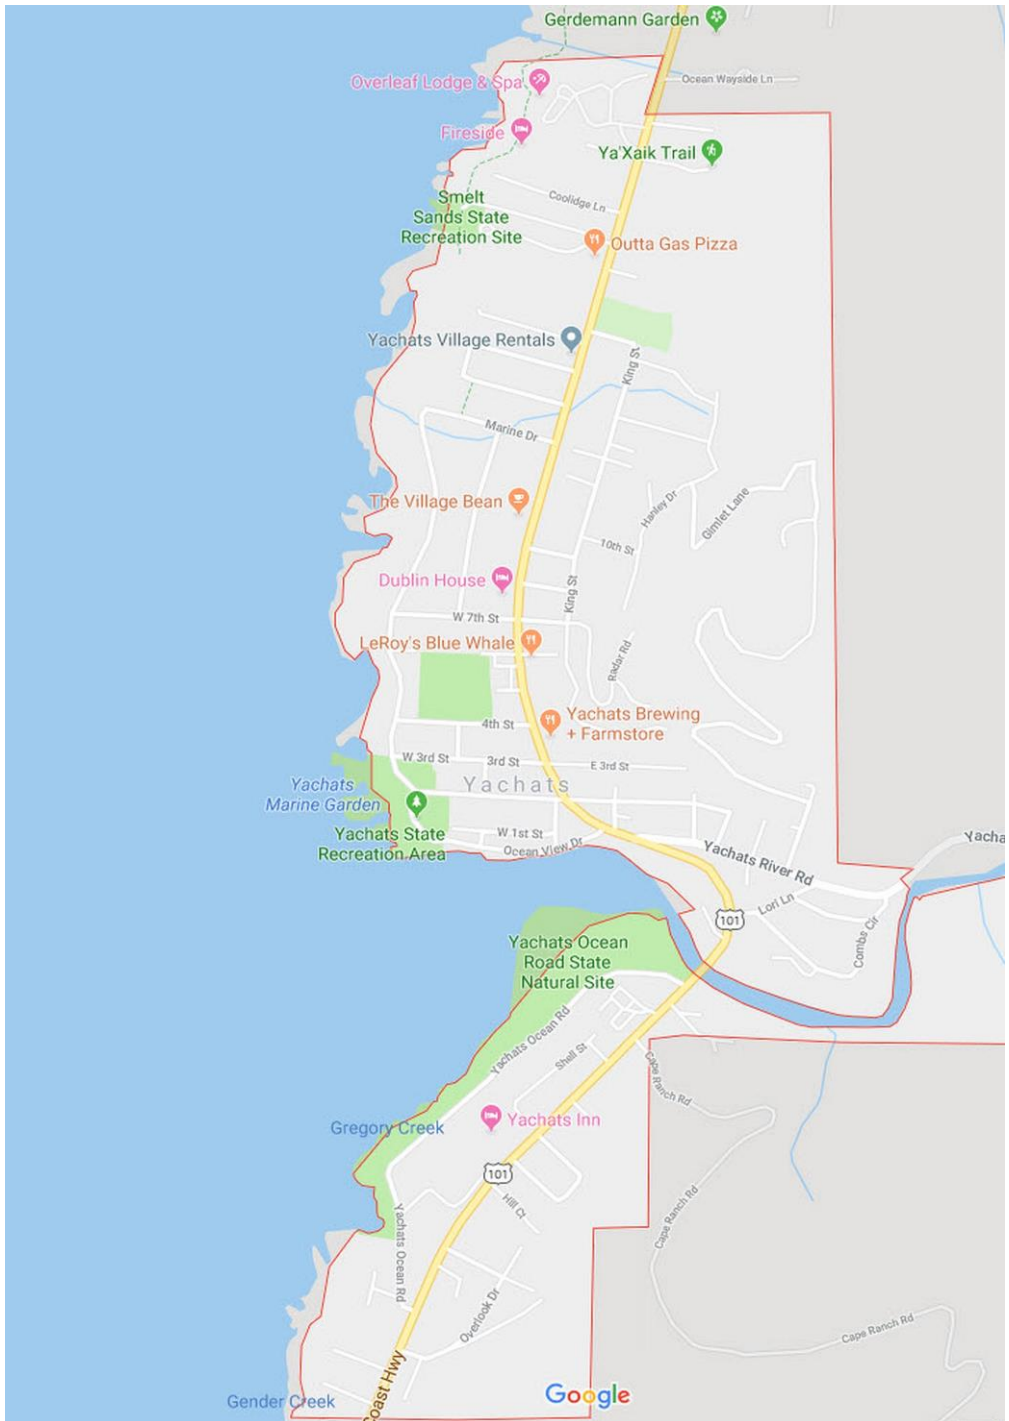 Gerdemann Garden
Ocean Wayside Ln
Overleaf Lodge & Spa
Fireside
Ya'Xaik Trail
Smelt
Sands State
Recreation Site
Coolidge Ln
Outta Gas Pizza
Yachats Village Rentals
King St
Marine Dr
The Village Bean
Hanley Dr
Gimlet Lane
10th St
Dublin House
King St
W 7th St
LeRoy's Blue Whale
Radar Rd
4th St
Yachats Brewing
+ Farmstore
W 3rd St
3rd St
E 3rd St
Yachats
Yachats
Marine Garden
Yachats State
Recreation Area
W 1st St
Ocean View Dr
Yachats River Rd
Yacha
Lori Ln
101
Combs Cir
Yachats Ocean
Road State
Natural Site
Yachats Ocean Rd
Shell St
Cape Ranch Rd
Gregory Creek
Yachats Inn
101
Hill Ct
Cape Ranch Rd
Yachats Ocean Rd
Overlook Dr
Cape Ranch Rd
oast Hwy
Gender Creek
Google